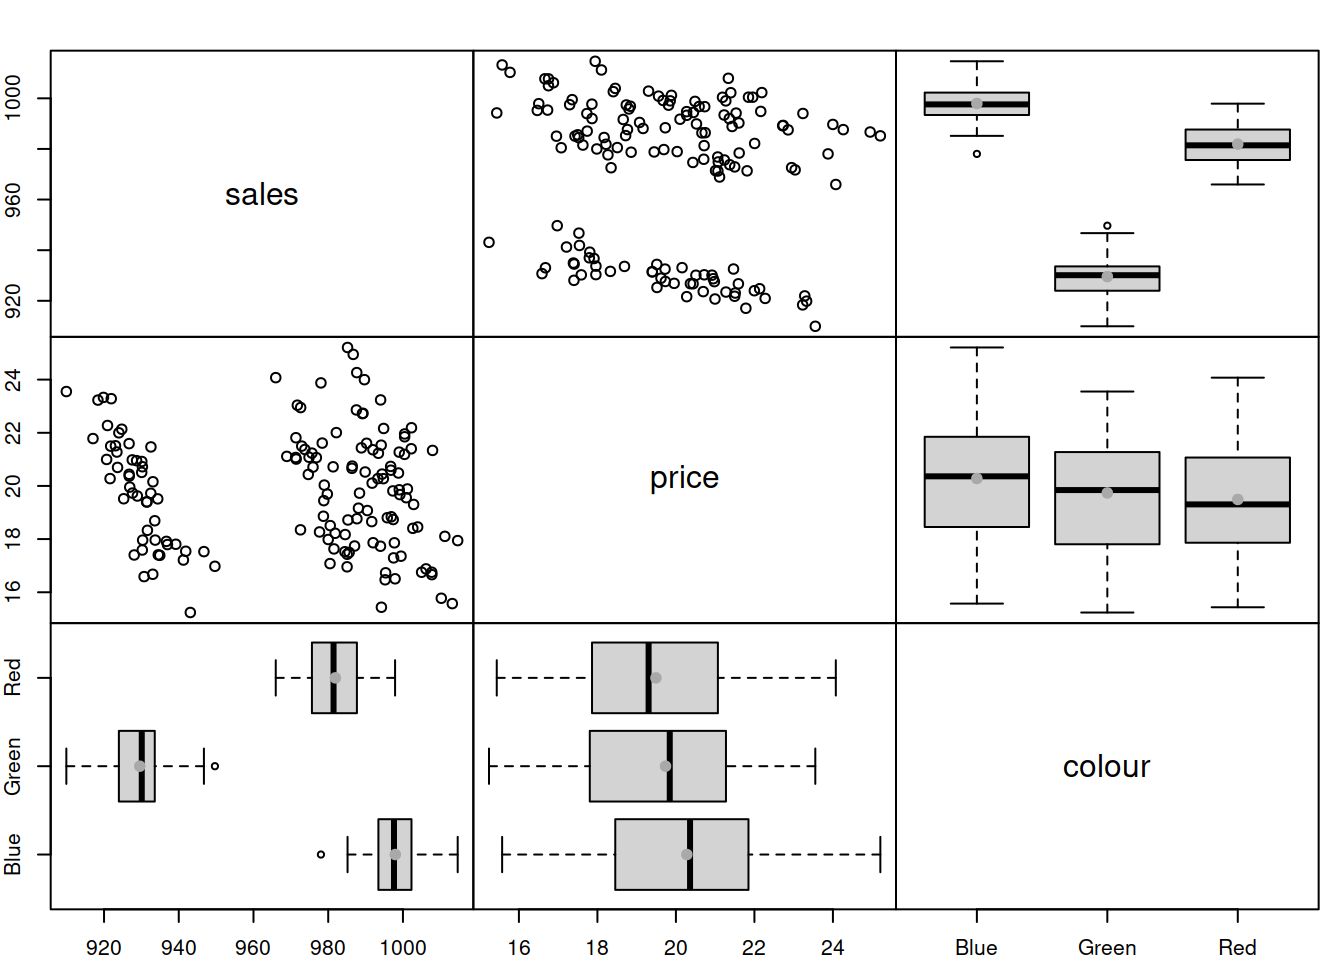 1000
960
920
sales
24
22
20
18
16
price
Red
Green
Blue
colour
920 940 960 980 1000
16 18 20 22 24
Blue Green Red